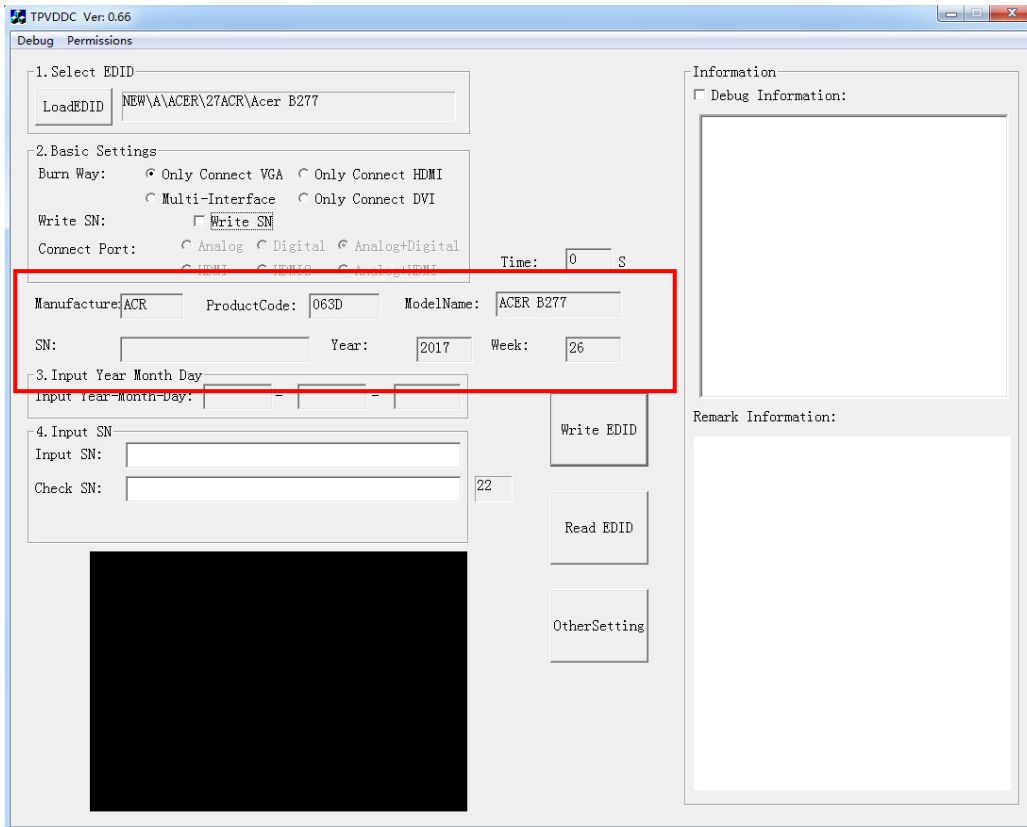 TPVDDC Ver: 0.66
Debug Permissions
1. Select EDID
LoadEDID NEW\A\ACER\27ACR\Acer B277
2. Basic Settings
Burn Way: Only Connect VGA Only Connect HDMI
Multi-Interface Only Connect DVI
Write SN: Write SN
Connect Port: Analog Digital Analog+Digital
HDMI HDMIS Analog+HDMI
Time: 0 S
Manufacture: ACR ProductCode: 063D ModelName: ACER B277
SN: Year: 2017 Week: 26
3. Input Year Month Day
Input Year-Month-Day: - -
4. Input SN
Input SN:
Check SN: 22
Write EDID
Read EDID
OtherSetting
Information
Debug Information:
Remark Information: